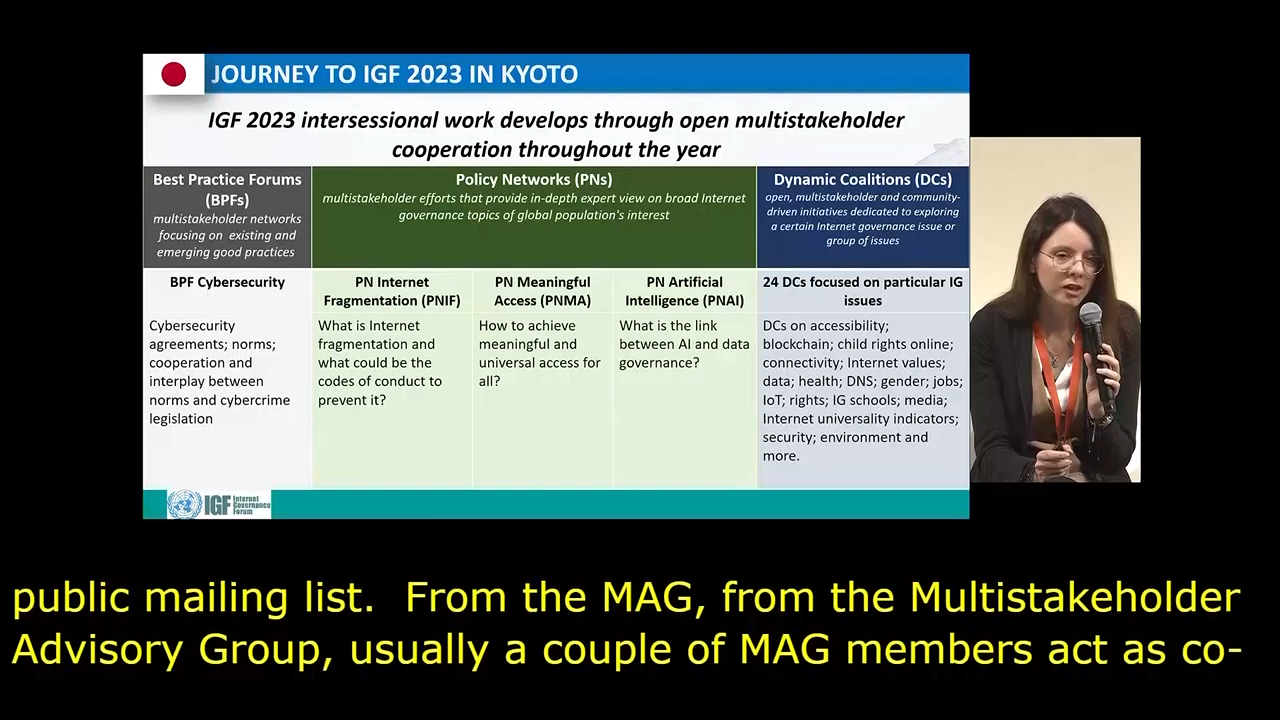 JOURNEY TO IGF 2023 IN KYOTO
IGF 2023 intersessional work develops through open multistakeholder
cooperation throughout the year
Best Practice Forums
(BPFs)
multistakeholder networks
focusing on existing and
emerging good practices
Policy Networks (PNs)
multistakeholder efforts that provide in-depth expert view on broad Internet
governance topics of global population's interest
Dynamic Coalitions (DCs)
open, multistakeholder and community-
driven initiatives dedicated to exploring
a certain Internet governance issue or
group of issues
BPF Cybersecurity
PN Internet
Fragmentation (PNIF)
PN Meaningful
Access (PNMA)
PN Artificial
Intelligence (PNAI)
24 DCs focused on particular IG
issues
Cybersecurity
agreements; norms;
cooperation and
interplay between
norms and cybercrime
legislation
What is Internet
fragmentation and
what could be the
codes of conduct to
prevent it?
How to achieve
meaningful and
universal access for
all?
What is the link
between AI and data
governance?
DCs on accessibility;
blockchain; child rights online;
connectivity; Internet values;
data; health; DNS; gender; jobs;
IoT; rights; IG schools; media;
Internet universality indicators;
security; environment and
more.
IGF
Internet
Governance
Forum
public mailing list. From the MAG, from the Multistakeholder
Advisory Group, usually a couple of MAG members act as co-